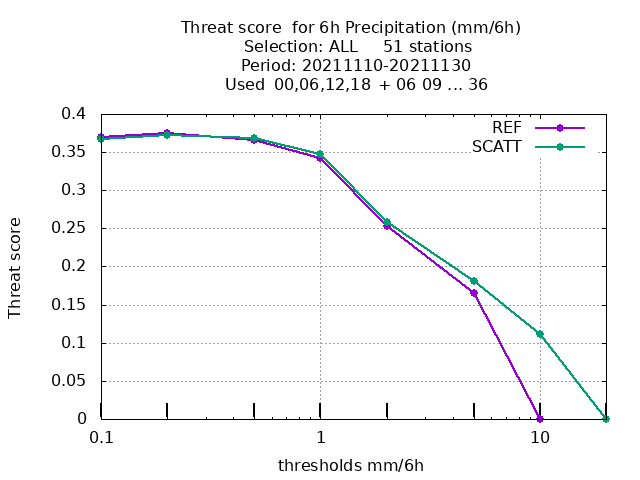 Threat score  for 6h Precipitation (mm/6h)
Selection: ALL     51 stations
Period: 20211110-20211130
Used  00,06,12,18  + 06 09 ... 36
REF
SCATT
0.4
0.35
0.3
0.25
0.2
0.15
0.1
0.05
0
Threat score
0.1
1
10
thresholds mm/6h